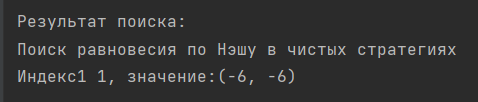 Результат поиска:
Поиск равновесия по Нэшу в чистых стратегиях
Индекс1 1, значение:(-6, -6)